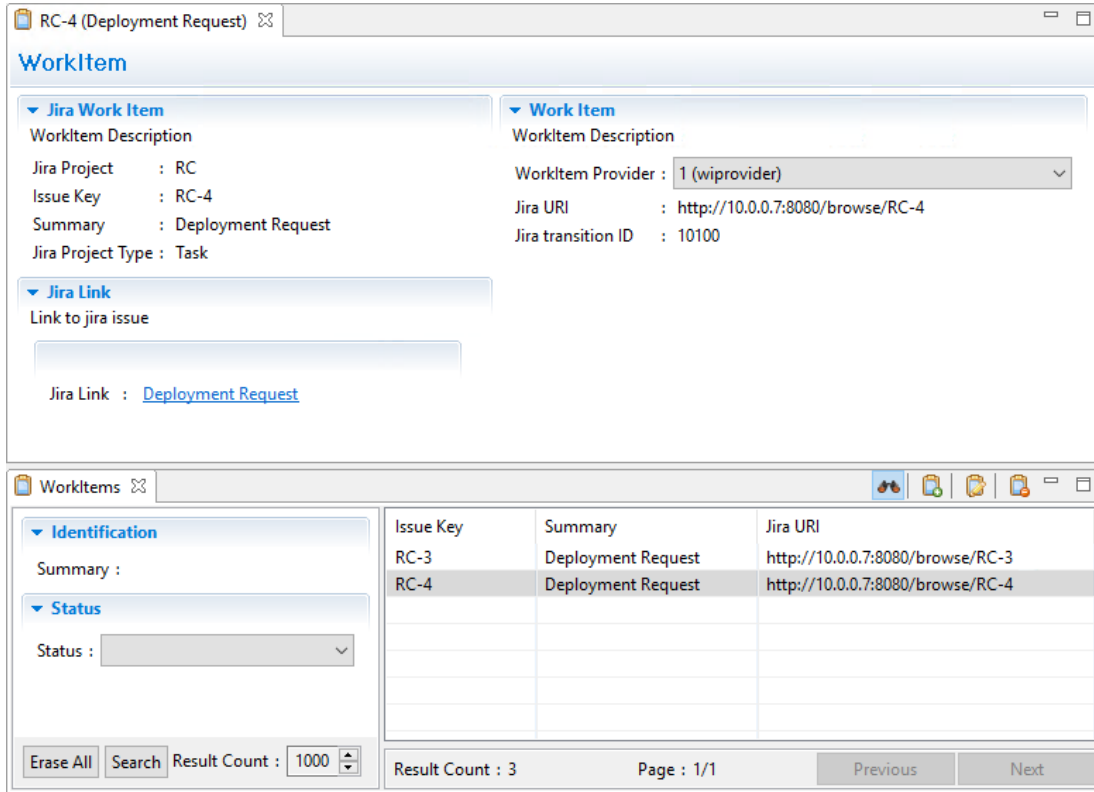 RC-4 (Deployment Request)
WorkItem
Jira Work Item
WorkItem Description
Jira Project : RC
Issue Key : RC-4
Summary : Deployment Request
Jira Project Type : Task
Jira Link
Link to jira issue
Jira Link : Deployment Request
Work Item
WorkItem Description
WorkItem Provider : 1 (wiprovider)
Jira URI : http://10.0.0.7:8080/browse/RC-4
Jira transition ID : 10100
WorkItems
Identification
Summary :
Status
Status :
Erase All Search Result Count : 1000
Issue Key Summary Jira URI
RC-3 Deployment Request http://10.0.0.7:8080/browse/RC-3
RC-4 Deployment Request http://10.0.0.7:8080/browse/RC-4
Result Count : 3 Page : 1/1 Previous Next